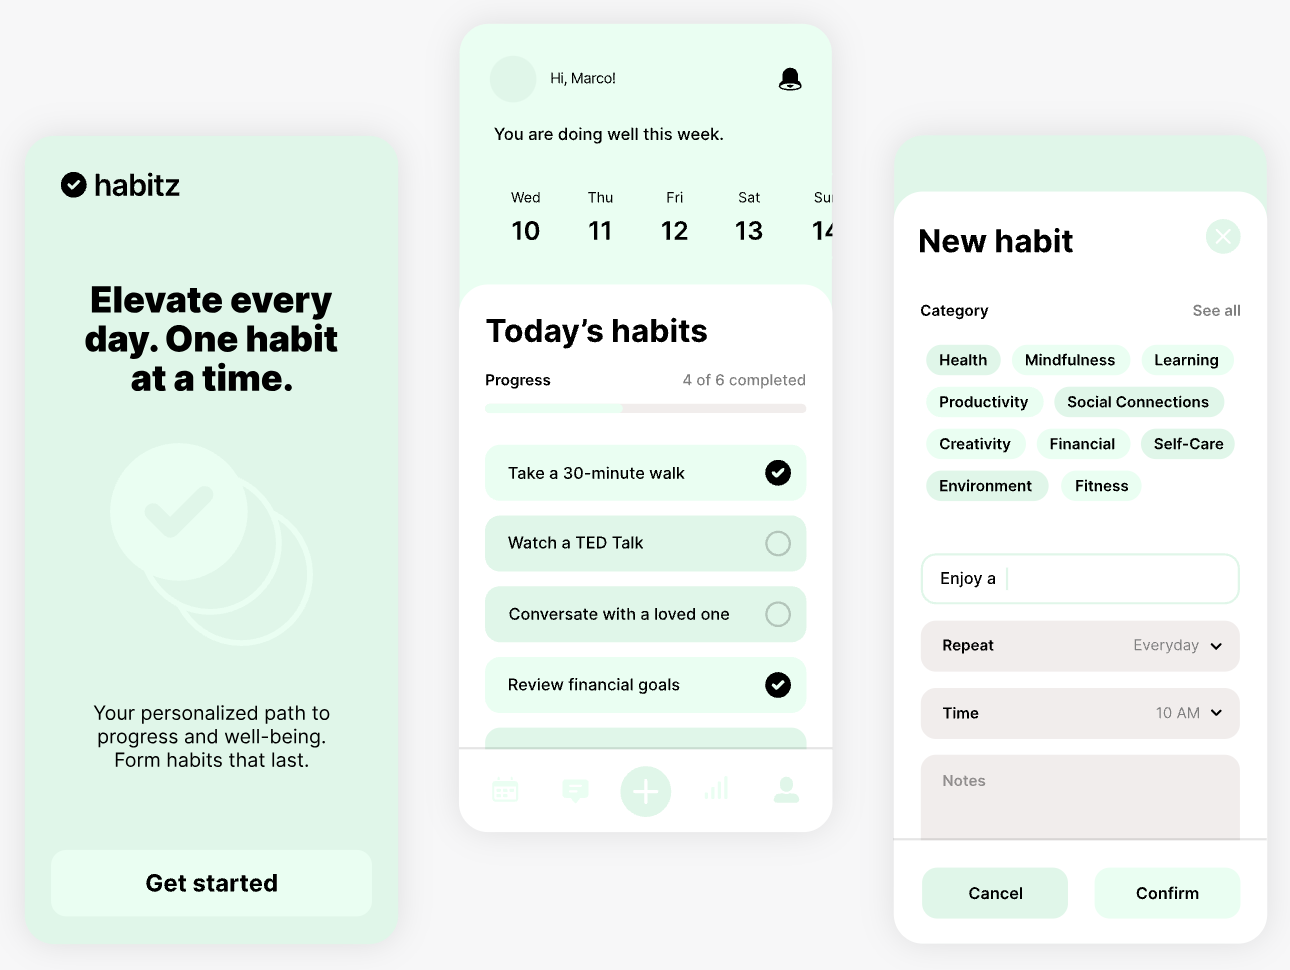 habitz
Elevate every
day. One habit
at a time.
Your personalized path to
progress and well-being.
Form habits that last.
Get started
Hi, Marco!
You are doing well this week.
Wed Thu Fri Sat Sun
10 11 12 13 14
Today’s habits
Progress 4 of 6 completed
Take a 30-minute walk
Watch a TED Talk
Conversate with a loved one
Review financial goals
New habit
Category See all
Health Mindfulness Learning
Productivity Social Connections
Creativity Financial Self-Care
Environment Fitness
Enjoy a
Repeat Everyday
Time 10 AM
Notes
Cancel Confirm